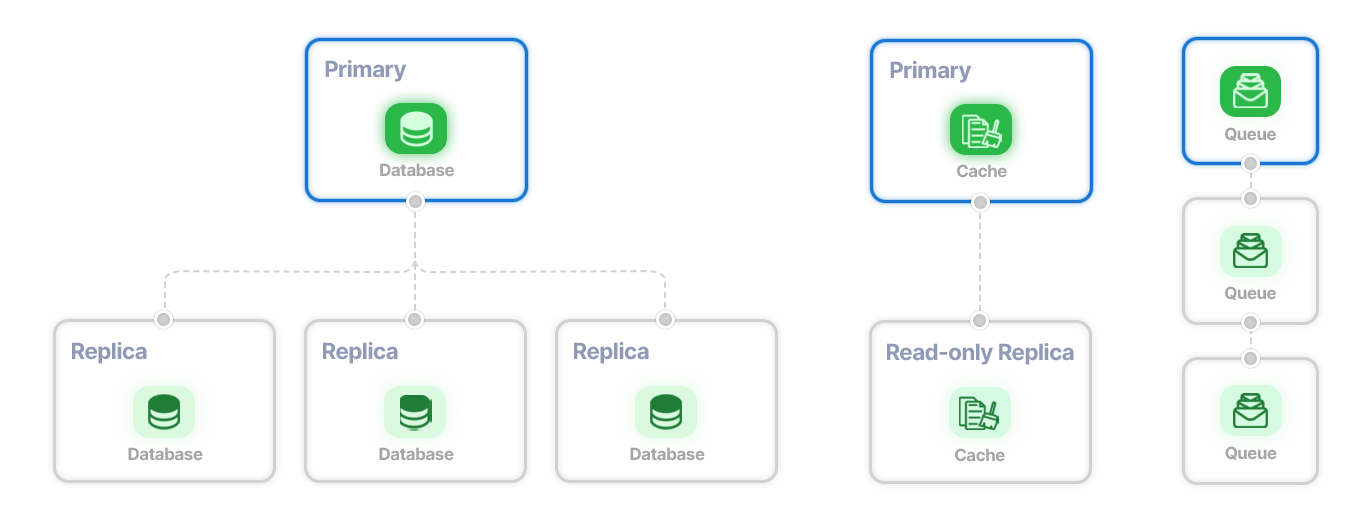 Primary
Database
Replica
Database
Replica
Database
Replica
Database
Primary
Cache
Read-only Replica
Cache
Queue
Queue
Queue